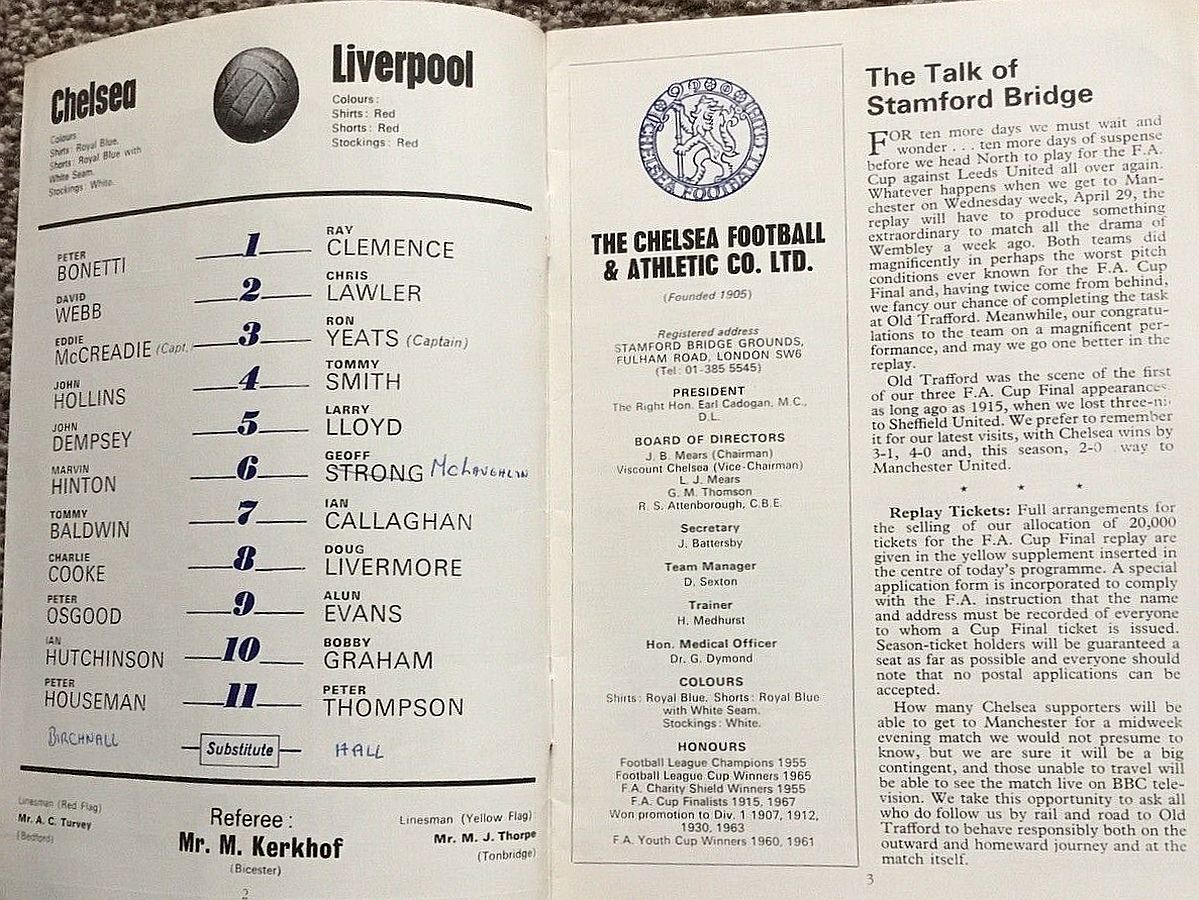 Chelsea
Colours
Shirts: Royal Blue.
Shorts: Royal Blue with
White Seam.
Stockings: White.
Liverpool
Colours:
Shirts: Red
Shorts: Red
Stockings: Red
PETER
BONETTI
1
RAY
CLEMENCE
DAVID
WEBB
2
CHRIS
LAWLER
EDDIE
McCREADIE (Capt.)
3
RON
YEATS (Captain)
JOHN
HOLLINS
4
TOMMY
SMITH
JOHN
DEMPSEY
5
LARRY
LLOYD
MARVIN
HINTON
6
GEOFF
STRONG McLAUGHLIN
TOMMY
BALDWIN
7
IAN
CALLAGHAN
CHARLIE
COOKE
8
DOUG
LIVERMORE
PETER
OSGOOD
9
ALUN
EVANS
IAN
HUTCHINSON
10
BOBBY
GRAHAM
PETER
HOUSEMAN
11
PETER
THOMPSON
BIRCHNALL
Substitute
HALL
Linesman (Red Flag)
Mr. A. C. Turvey
(Bedford)
Referee:
Mr. M. Kerkhof
(Bicester)
Linesman (Yellow Flag)
Mr. M. J. Thorpe
(Tonbridge)
2
CHELSEA FOOTBALL
THE CHELSEA FOOTBALL
& ATHLETIC CO. LTD.
(Founded 1905)
Registered address
STAMFORD BRIDGE GROUNDS,
FULHAM ROAD, LONDON SW6
(Tel: 01-385 5545)
PRESIDENT
The Right Hon. Earl Cadogan, M.C.,
D.L.
BOARD OF DIRECTORS
J. B. Mears (Chairman)
Viscount Chelsea (Vice-Chairman)
L. J. Mears
G. M. Thomson
R. S. Attenborough, C.B.E.
Secretary
J. Battersby
Team Manager
D. Sexton
Trainer
H. Medhurst
Hon. Medical Officer
Dr. G. Dymond
COLOURS
Shirts: Royal Blue. Shorts: Royal Blue
with White Seam.
Stockings: White.
HONOURS
Football League Champions 1955
Football League Cup Winners 1965
F.A. Charity Shield Winners 1955
F.A. Cup Finalists 1915, 1967
Won promotion to Div. 1 1907, 1912,
1930, 1963
F.A. Youth Cup Winners 1960, 1961
The Talk of
Stamford Bridge
FOR ten more days we must wait and
wonder . . . ten more days of suspense
before we head North to play for the F.A.
Cup against Leeds United all over again.
Whatever happens when we get to Man-
chester on Wednesday week, April 29, the
replay will have to produce something
extraordinary to match all the drama of
Wembley a week ago. Both teams did
magnificently in perhaps the worst pitch
conditions ever known for the F.A. Cup
Final and, having twice come from behind,
we fancy our chance of completing the task
at Old Trafford. Meanwhile, our congratu-
lations to the team on a magnificent per-
formance, and may we go one better in the
replay.
Old Trafford was the scene of the first
of our three F.A. Cup Final appearances
as long ago as 1915, when we lost three-
to Sheffield United. We prefer to remember
it for our latest visits, with Chelsea wins by
3-1, 4-0 and, this season, 2-0 way to
Manchester United.
* * *
Replay Tickets: Full arrangements for
the selling of our allocation of 20,000
tickets for the F.A. Cup Final replay are
given in the yellow supplement inserted in
the centre of today's programme. A special
application form is incorporated to comply
with the F.A. instruction that the name
and address must be recorded of everyone
to whom a Cup Final ticket is issued.
Season-ticket holders will be guaranteed a
seat as far as possible and everyone should
note that no postal applications can be
accepted.
How many Chelsea supporters will be
able to get to Manchester for a midweek
evening match we would not presume to
know, but we are sure it will be a big
contingent, and those unable to travel will
be able to see the match live on BBC tele-
vision. We take this opportunity to ask all
who do follow us by rail and road to Old
Trafford to behave responsibly both on the
outward and homeward journey and at the
match itself.
3